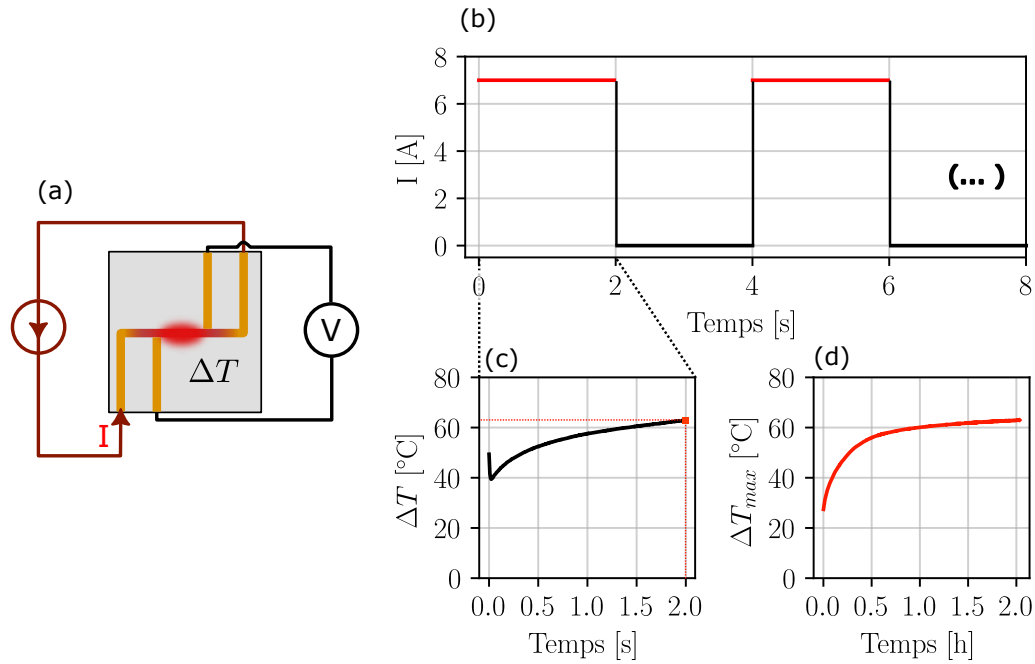 (a)
I
ΔT
V
(b)
I [A]
8
6
4
2
0
(... )
0 2 4 6 8
Temps [s]
(c)
ΔT [°C]
80
60
40
20
0
0.0 0.5 1.0 1.5 2.0
Temps [s]
(d)
ΔTmax [°C]
80
60
40
20
0
0.0 0.5 1.0 1.5 2.0
Temps [h]